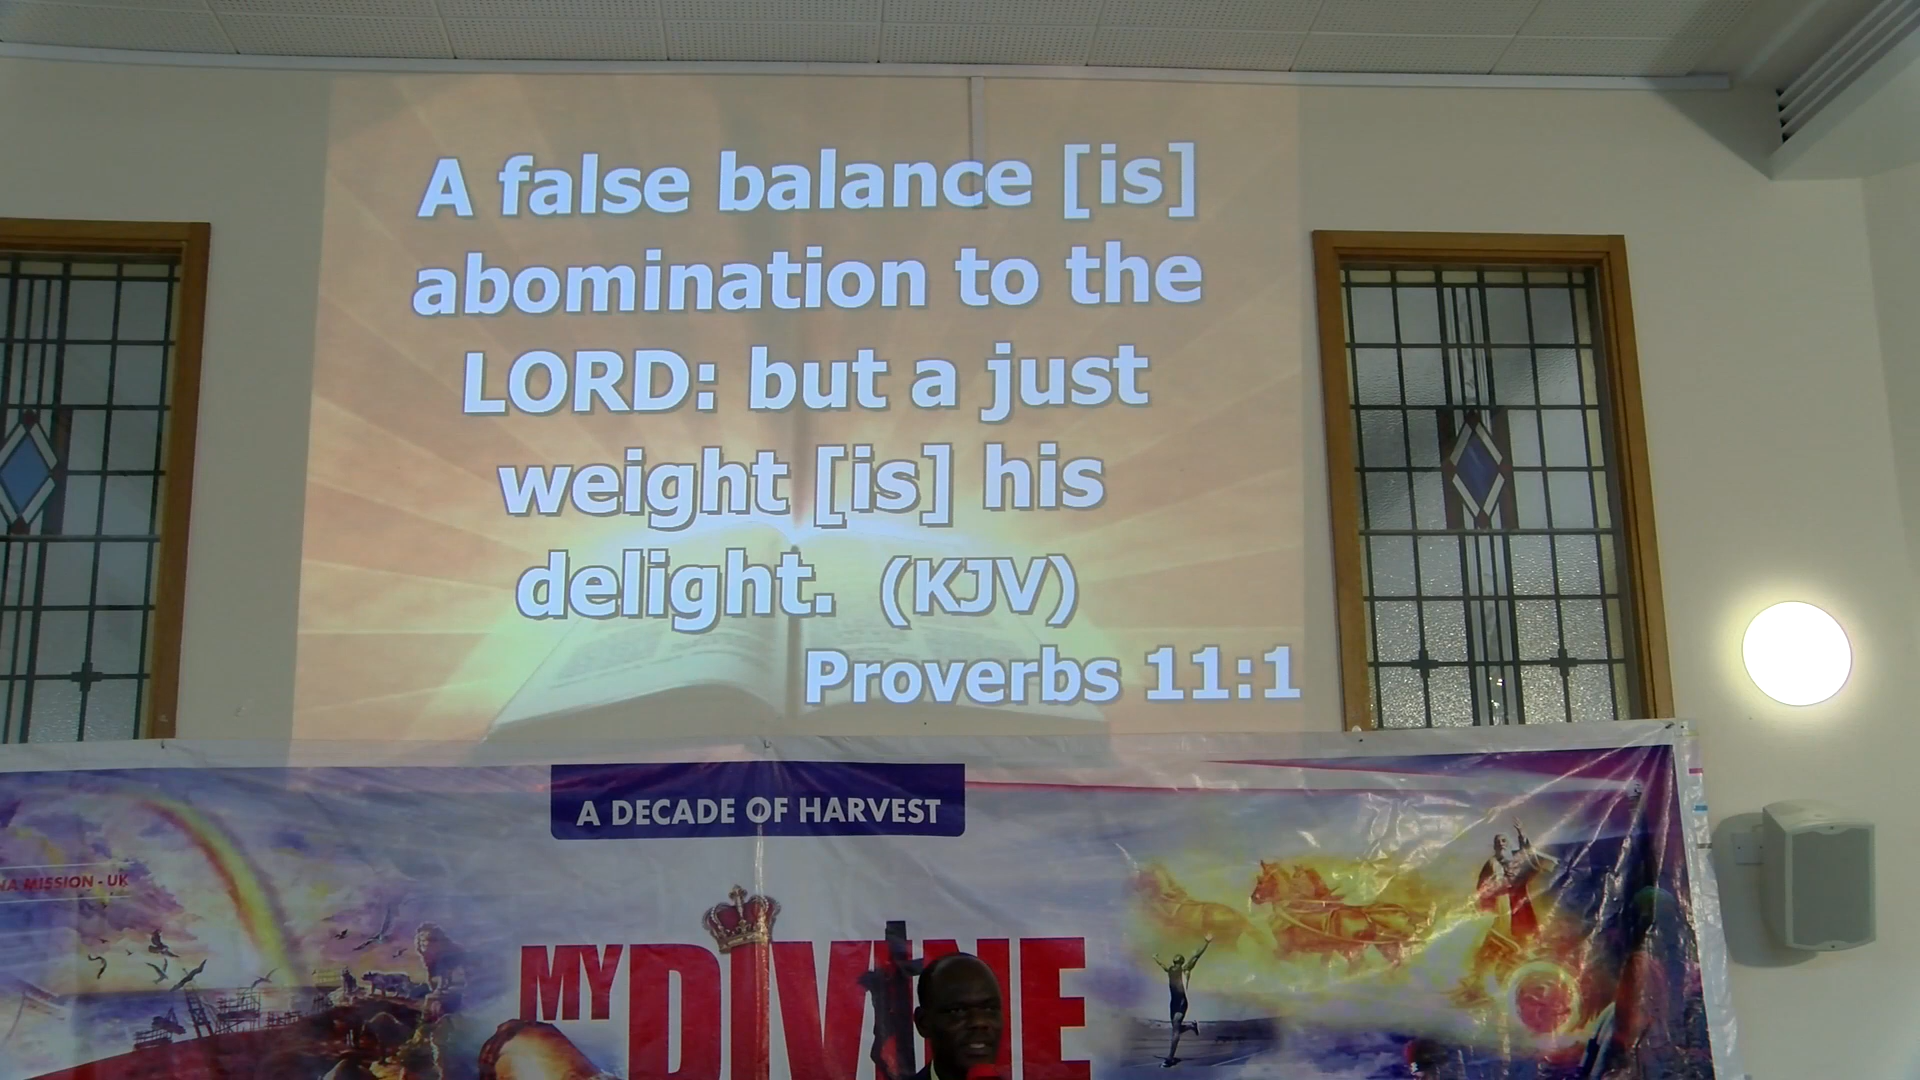 A false balance [is]
abomination to the
LORD: but a just
weight [is] his
delight. (KJV)
Proverbs 11:1
A DECADE OF HARVEST
MISSION - UK
MY DIVINE